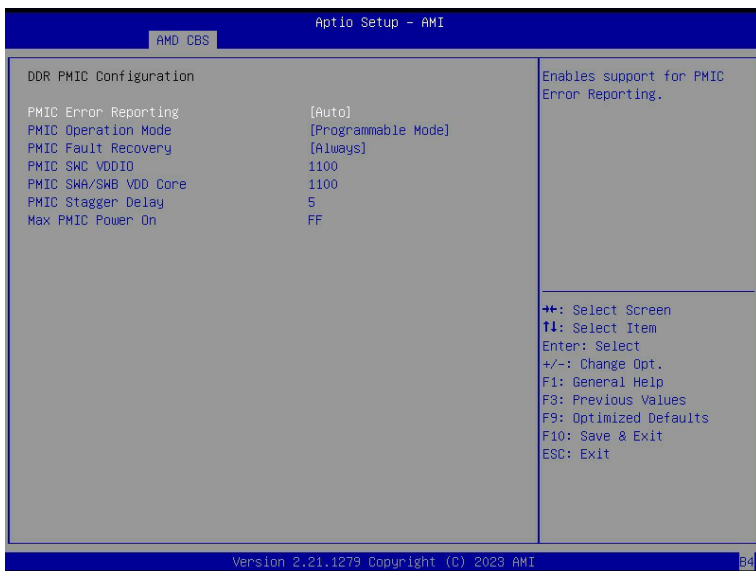 Aptio Setup - AMI
AMD CBS
DDR PMIC Configuration
PMIC Error Reporting [Auto]
PMIC Operation Mode [Programmable Mode]
PMIC Fault Recovery [Always]
PMIC SWC VDDIO 1100
PMIC SWA/SWB VDD Core 1100
PMIC Stagger Delay 5
Max PMIC Power On FF
Enables support for PMIC
Error Reporting.
→←: Select Screen
↑↓: Select Item
Enter: Select
+/-: Change Opt.
F1: General Help
F3: Previous Values
F9: Optimized Defaults
F10: Save & Exit
ESC: Exit
Version 2.21.1279 Copyright (C) 2023 AMI
B4